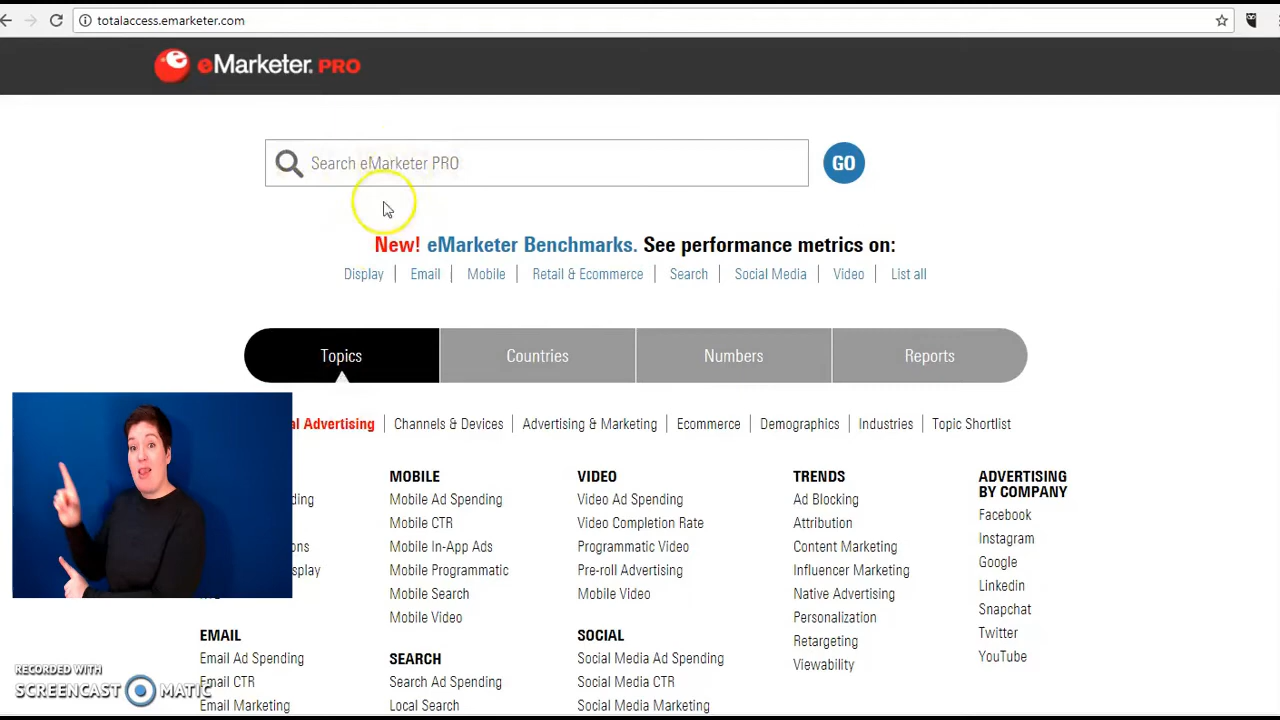 totalaccess.emarketer.com
eMarketer. PRO
Search eMarketer PRO
GO
New! eMarketer Benchmarks. See performance metrics on:
Display | Email | Mobile | Retail & Ecommerce | Search | Social Media | Video | List all
Topics
Countries
Numbers
Reports
al Advertising | Channels & Devices | Advertising & Marketing | Ecommerce | Demographics | Industries | Topic Shortlist
ding
ons
splay
EMAIL
Email Ad Spending
Email CTR
Email Marketing
MOBILE
Mobile Ad Spending
Mobile CTR
Mobile In-App Ads
Mobile Programmatic
Mobile Search
Mobile Video
SEARCH
Search Ad Spending
Local Search
VIDEO
Video Ad Spending
Video Completion Rate
Programmatic Video
Pre-roll Advertising
Mobile Video
SOCIAL
Social Media Ad Spending
Social Media CTR
Social Media Marketing
TRENDS
Ad Blocking
Attribution
Content Marketing
Influencer Marketing
Native Advertising
Personalization
Retargeting
Viewability
ADVERTISING
BY COMPANY
Facebook
Instagram
Google
Linkedin
Snapchat
Twitter
YouTube
RECORDED WITH
SCREENCAST MATIC